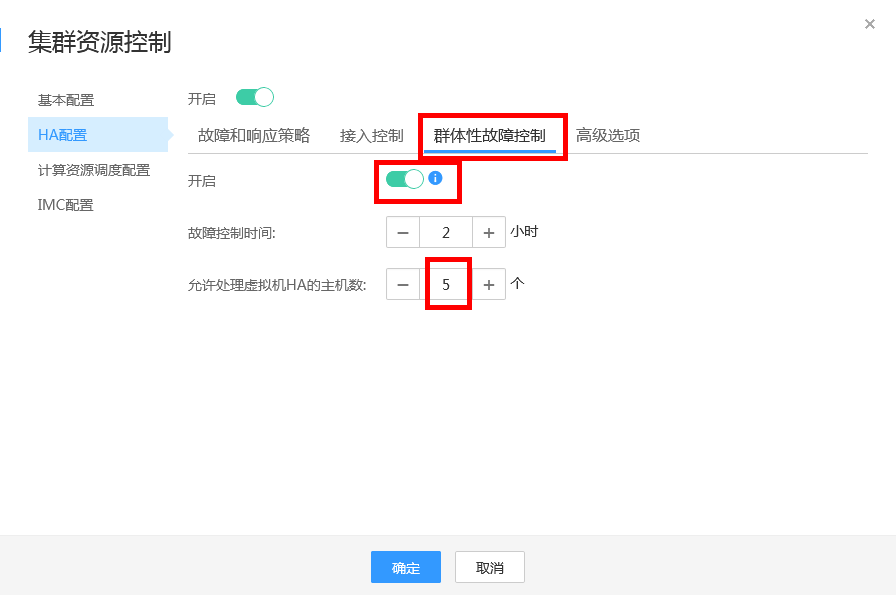 集群资源控制
×
基本配置
HA配置
计算资源调度配置
IMC配置
开启
故障和响应策略 接入控制 群体性故障控制 高级选项
开启 i
故障控制时间: − 2 + 小时
允许处理虚拟机HA的主机数: − 5 + 个
确定 取消